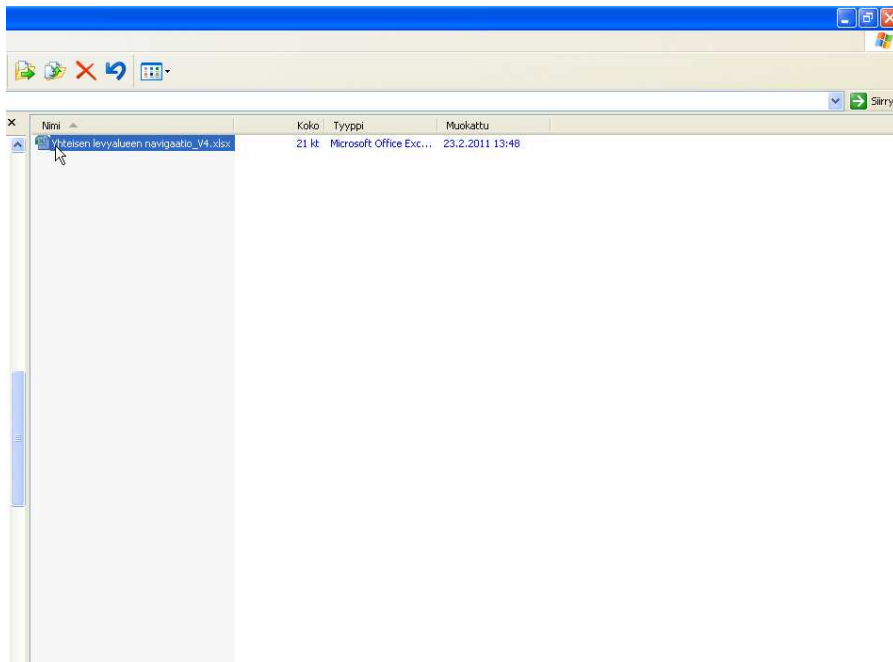 Siirry
Nimi Koko Tyyppi Muokattu
Yhteisen levyalueen navigaatio_V4.xlsx 21 kt Microsoft Office Exc... 23.2.2011 13:48